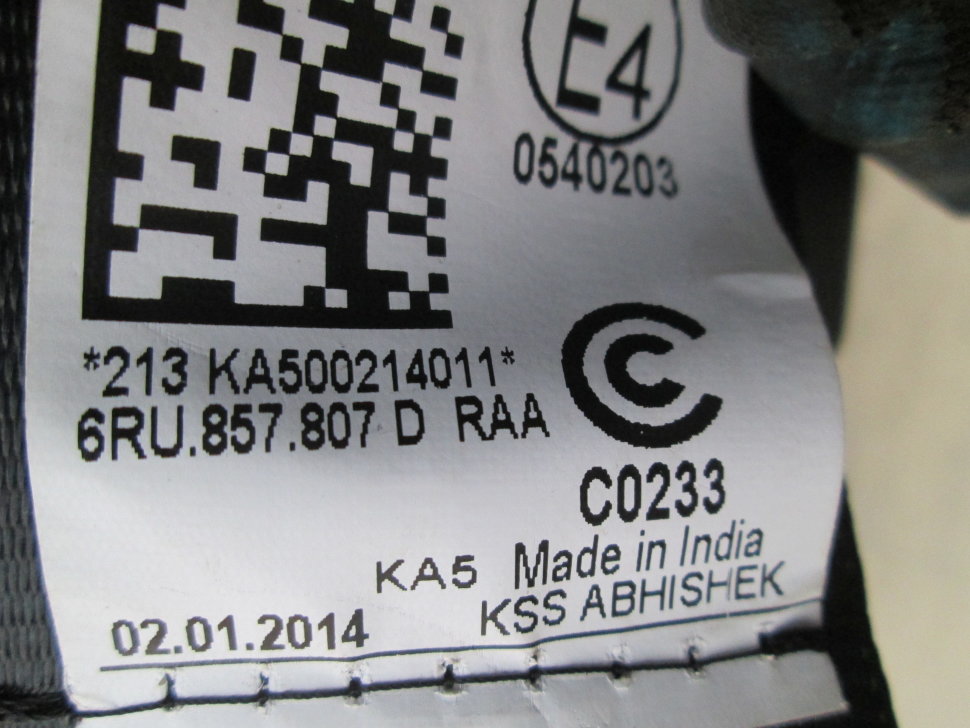 E4
0540203
*213 KA500214011*
6RU.857.807 D RAA
C0233
KA5 Made in India
KSS ABHISHEK
02.01.2014